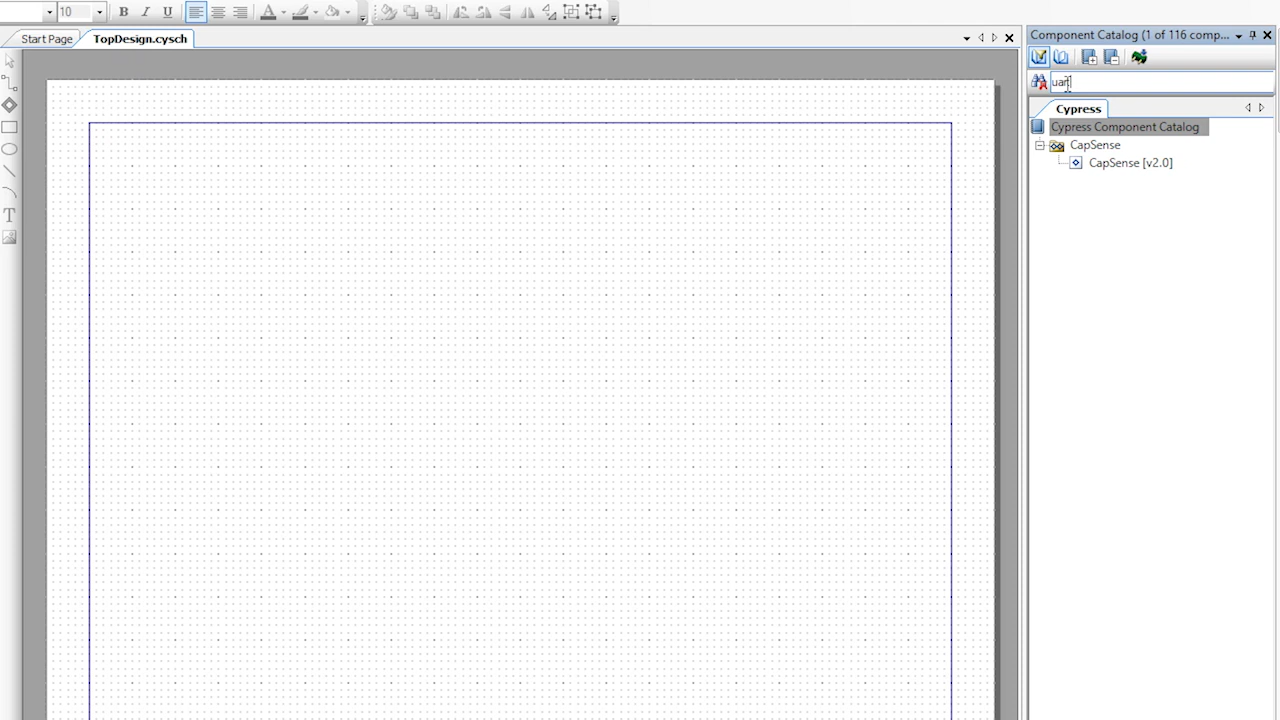 10
B I U A
Start Page TopDesign.cysch
Component Catalog (1 of 116 comp...
uart
Cypress
Cypress Component Catalog
CapSense
CapSense [v2.0]
T